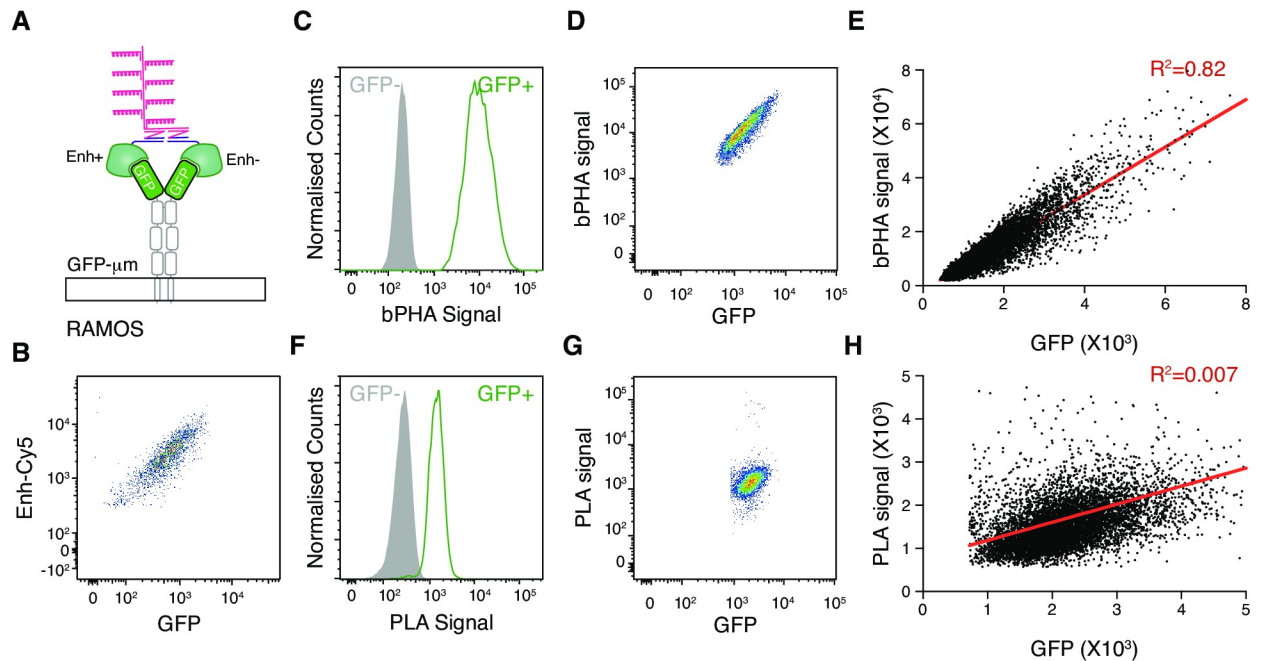 A
Enh+
Enh-
GFP
GFP
GFP-μm
RAMOS
B
Enh-Cy5
10⁴
10³
10²
0
-10²
0 10² 10³ 10⁴
GFP
C
Normalised Counts
GFP-
GFP+
0 10² 10³ 10⁴ 10⁵
bPHA Signal
D
bPHA signal
10⁵
10⁴
10³
10²
0
0 10² 10³ 10⁴ 10⁵
GFP
E
R²=0.82
bPHA signal (X10⁴)
8
6
4
2
0
0 2 4 6 8
GFP (X10³)
F
Normalised Counts
GFP-
GFP+
0 10² 10³ 10⁴ 10⁵
PLA Signal
G
PLA signal
10⁵
10⁴
10³
10²
0
0 10² 10³ 10⁴ 10⁵
GFP
H
R²=0.007
PLA signal (X10³)
5
4
3
2
1
0
0 1 2 3 4 5
GFP (X10³)